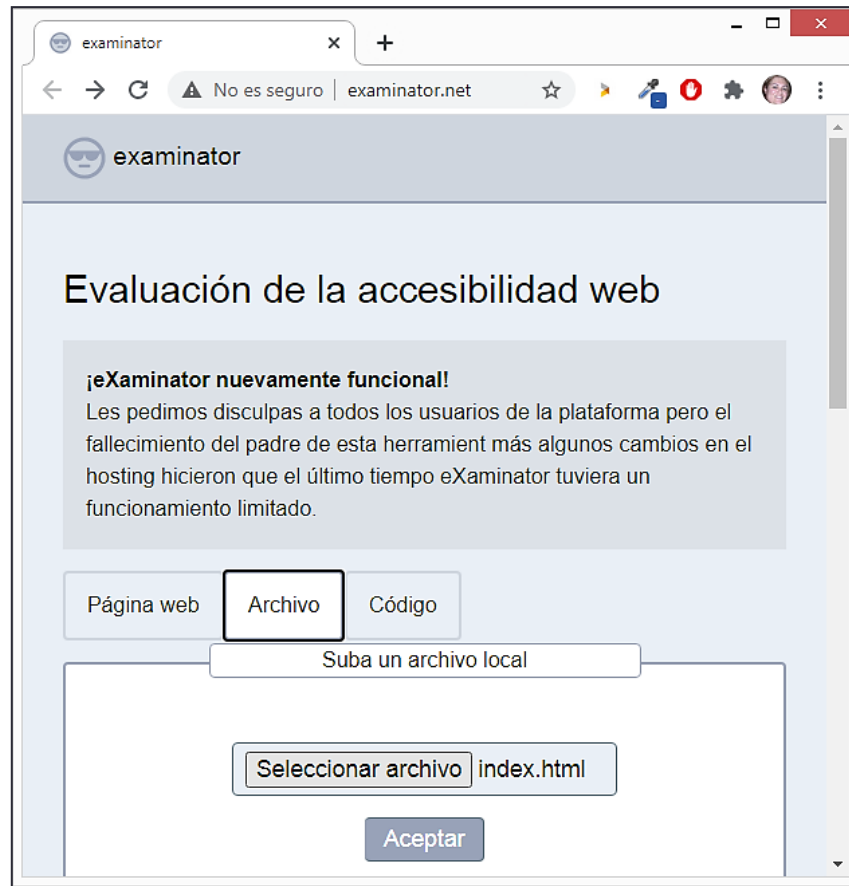 examinator
No es seguro | examinator.net
examinator
Evaluación de la accesibilidad web
¡eXaminator nuevamente funcional!
Les pedimos disculpas a todos los usuarios de la plataforma pero el
fallecimiento del padre de esta herramient más algunos cambios en el
hosting hicieron que el último tiempo eXaminator tuviera un
funcionamiento limitado.
Página web Archivo Código
Suba un archivo local
Seleccionar archivo index.html
Aceptar